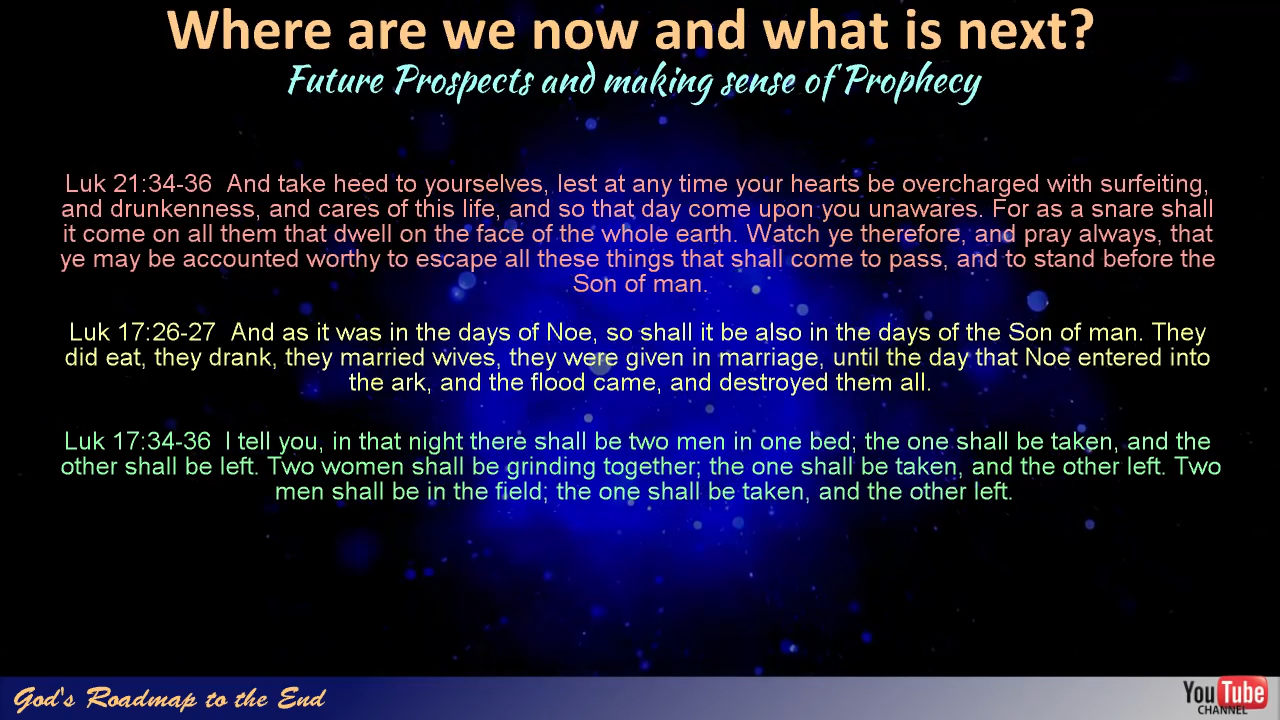 Where are we now and what is next?
Future Prospects and making sense of Prophecy
Luk 21:34-36  And take heed to yourselves, lest at any time your hearts be overcharged with surfeiting,
and drunkenness, and cares of this life, and so that day come upon you unawares. For as a snare shall
it come on all them that dwell on the face of the whole earth. Watch ye therefore, and pray always, that
ye may be accounted worthy to escape all these things that shall come to pass, and to stand before the
Son of man.
Luk 17:26-27  And as it was in the days of Noe, so shall it be also in the days of the Son of man. They
did eat, they drank, they married wives, they were given in marriage, until the day that Noe entered into
the ark, and the flood came, and destroyed them all.
Luk 17:34-36  I tell you, in that night there shall be two men in one bed; the one shall be taken, and the
other shall be left. Two women shall be grinding together; the one shall be taken, and the other left. Two
men shall be in the field; the one shall be taken, and the other left.
God's Roadmap to the End
YouTube
CHANNEL